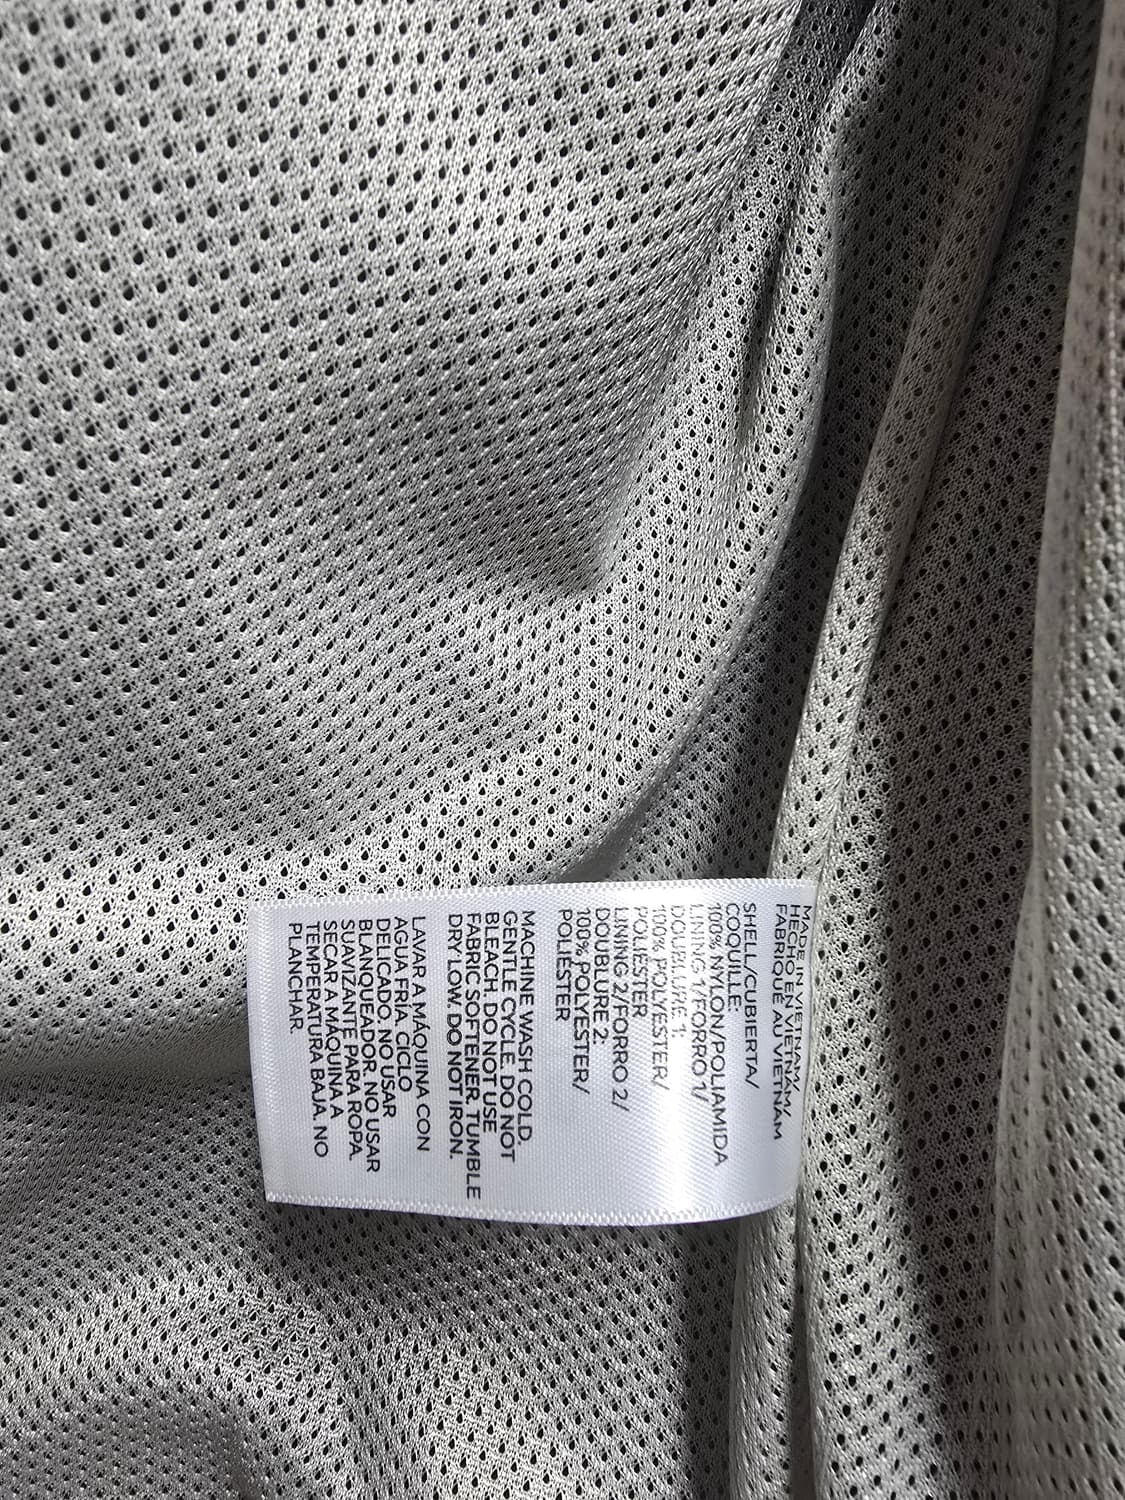 MADE IN VIETNAM/
HECHO EN VIETNAM/
FABRIQUÉ AU VIETNAM
SHELL/CUBIERTA/
COQUILLE:
100% NYLON/POLIAMIDA
LINING 1/FORRO 1/
DOUBLURE 1:
100% POLYESTER/
POLIÉSTER
LINING 2/FORRO 2/
DOUBLURE 2:
100% POLYESTER/
POLIÉSTER
MACHINE WASH COLD.
GENTLE CYCLE. DO NOT
BLEACH. DO NOT USE
FABRIC SOFTENER. TUMBLE
DRY LOW. DO NOT IRON.
LAVAR A MÁQUINA CON
AGUA FRIA. CICLO
DELICADO. NO USAR
BLANQUEADOR. NO USAR
SUAVIZANTE PARA ROPA.
SECAR A MÁQUINA A
TEMPERATURA BAJA. NO
PLANCHAR.